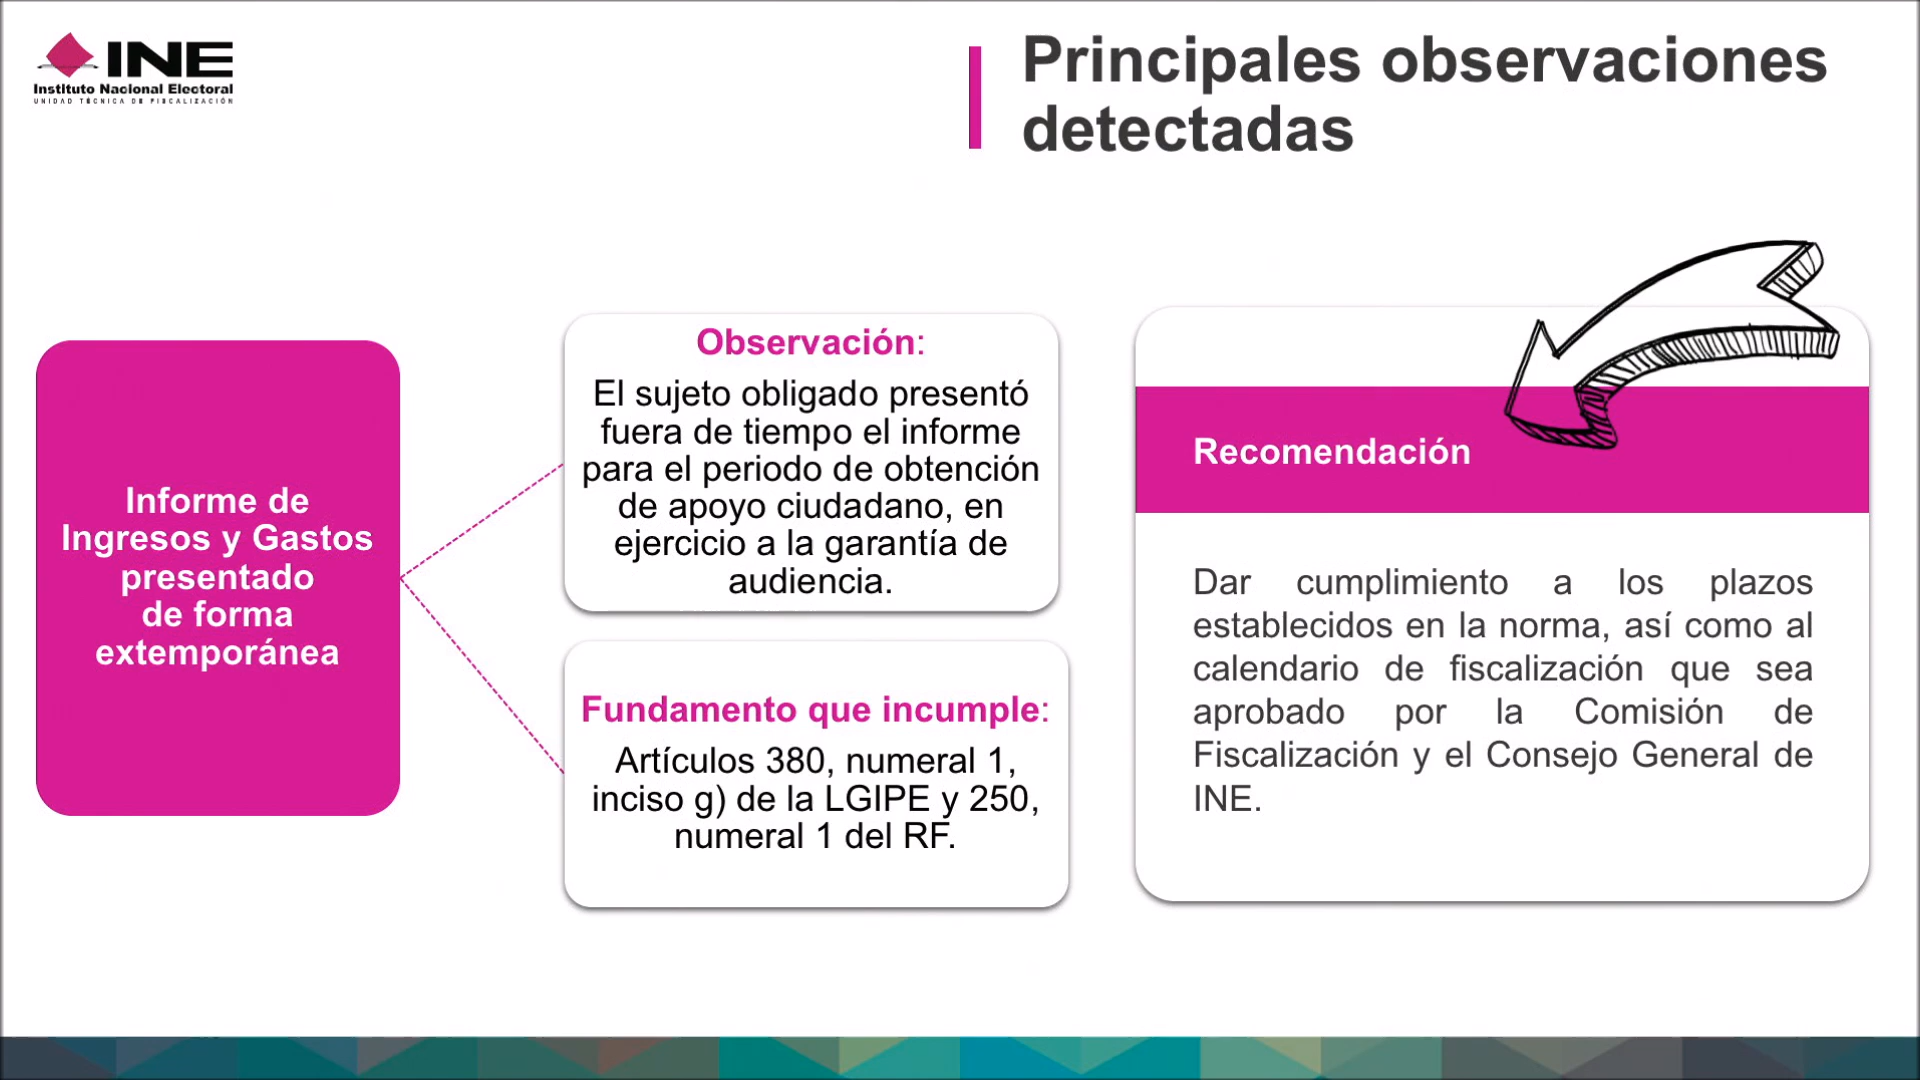 INE
Instituto Nacional Electoral
UNIDAD TÉCNICA DE FISCALIZACIÓN
Principales observaciones
detectadas
Informe de
Ingresos y Gastos
presentado
de forma
extemporánea
Observación:
El sujeto obligado presentó
fuera de tiempo el informe
para el periodo de obtención
de apoyo ciudadano, en
ejercicio a la garantía de
audiencia.
Fundamento que incumple:
Artículos 380, numeral 1,
inciso g) de la LGIPE y 250,
numeral 1 del RF.
Recomendación
Dar cumplimiento a los plazos
establecidos en la norma, así como al
calendario de fiscalización que sea
aprobado por la Comisión de
Fiscalización y el Consejo General de
INE.